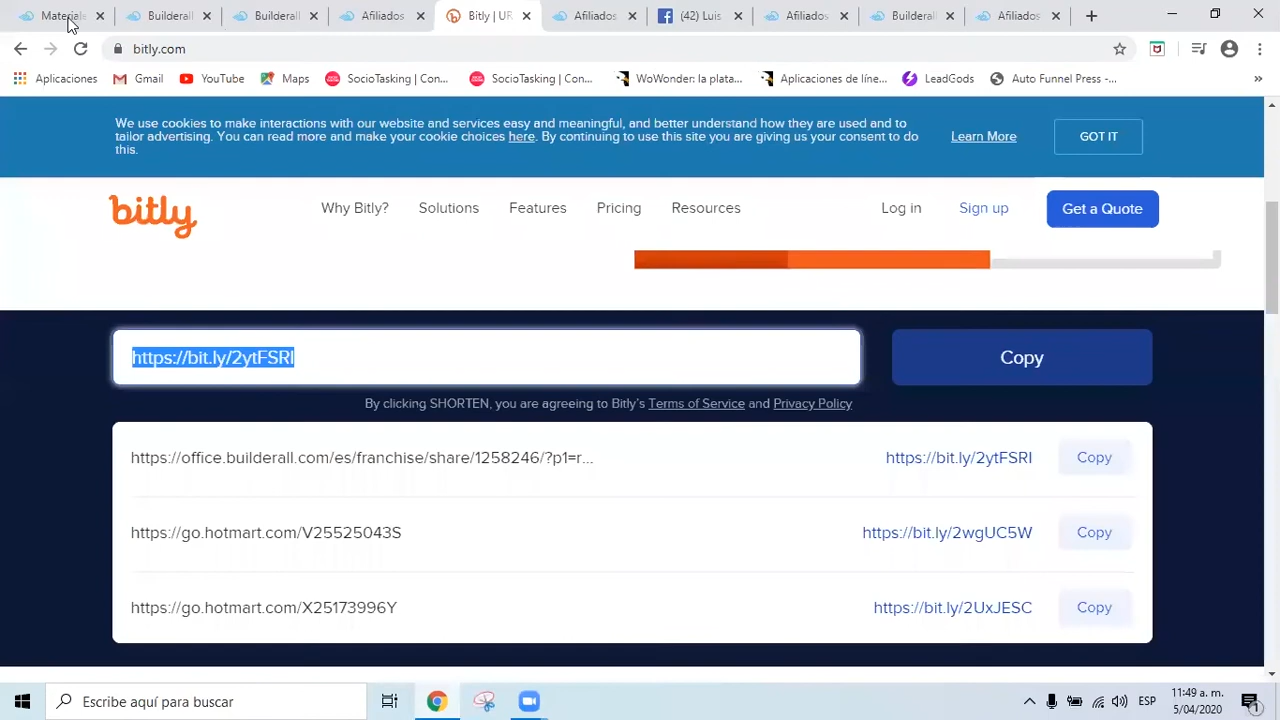 Materials
Builderall
Builderall
Afiliados
Bitly | UR
Afiliados
(42) Luis
Afiliados
Builderall
Afiliados
bitly.com
Aplicaciones
Gmail
YouTube
Maps
SocioTasking | Con...
SocioTasking | Con...
WoWonder: la plata...
Aplicaciones de líne...
LeadGods
Auto Funnel Press -...
»
We use cookies to make interactions with our website and services easy and meaningful, and better understand how they are used and to
tailor advertising. You can read more and make your cookie choices here. By continuing to use this site you are giving us your consent to do
this.
Learn More
GOT IT
bitly
Why Bitly?
Solutions
Features
Pricing
Resources
Log in
Sign up
Get a Quote
https://bit.ly/2ytFSRI
Copy
By clicking SHORTEN, you are agreeing to Bitly's Terms of Service and Privacy Policy
https://office.builderall.com/es/franchise/share/1258246/?p1=r...
https://bit.ly/2ytFSRI
Copy
https://go.hotmart.com/V25525043S
https://bit.ly/2wgUC5W
Copy
https://go.hotmart.com/X25173996Y
https://bit.ly/2UxJESC
Copy
Escribe aquí para buscar
ESP
11:49 a. m.
5/04/2020